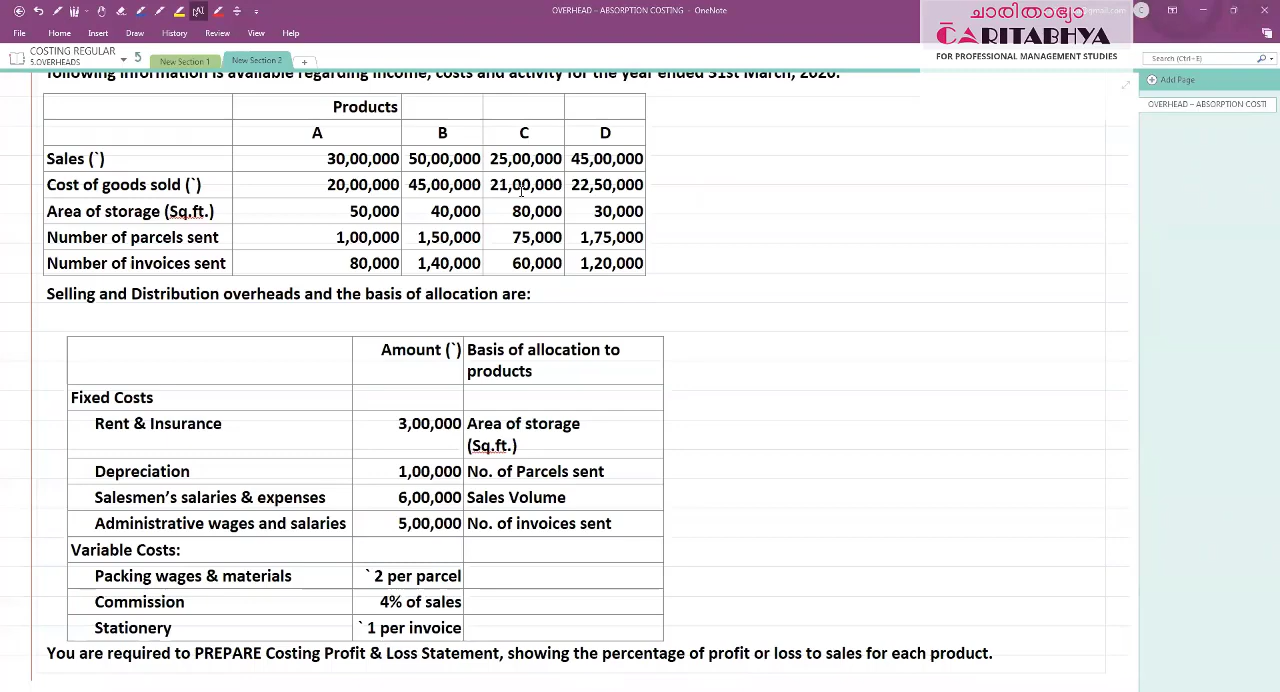 OVERHEAD – ABSORPTION COSTING - OneNote
ചാരിതാഭ്യാ
CARITABHYA
FOR PROFESSIONAL MANAGEMENT STUDIES
File Home Insert Draw History Review View Help
COSTING REGULAR
5.OVERHEADS
New Section 1 New Section 2 +
Search (Ctrl+E)
Add Page
OVERHEAD – ABSORPTION COSTI
following information is available regarding income, costs and activity for the year ended 31st March, 2020.
Products
A B C D
Sales (`) 30,00,000 50,00,000 25,00,000 45,00,000
Cost of goods sold (`) 20,00,000 45,00,000 21,00,000 22,50,000
Area of storage (Sq.ft.) 50,000 40,000 80,000 30,000
Number of parcels sent 1,00,000 1,50,000 75,000 1,75,000
Number of invoices sent 80,000 1,40,000 60,000 1,20,000
Selling and Distribution overheads and the basis of allocation are:
Amount (`) Basis of allocation to
products
Fixed Costs
Rent & Insurance 3,00,000 Area of storage
(Sq.ft.)
Depreciation 1,00,000 No. of Parcels sent
Salesmen's salaries & expenses 6,00,000 Sales Volume
Administrative wages and salaries 5,00,000 No. of invoices sent
Variable Costs:
Packing wages & materials ` 2 per parcel
Commission 4% of sales
Stationery ` 1 per invoice
You are required to PREPARE Costing Profit & Loss Statement, showing the percentage of profit or loss to sales for each product.